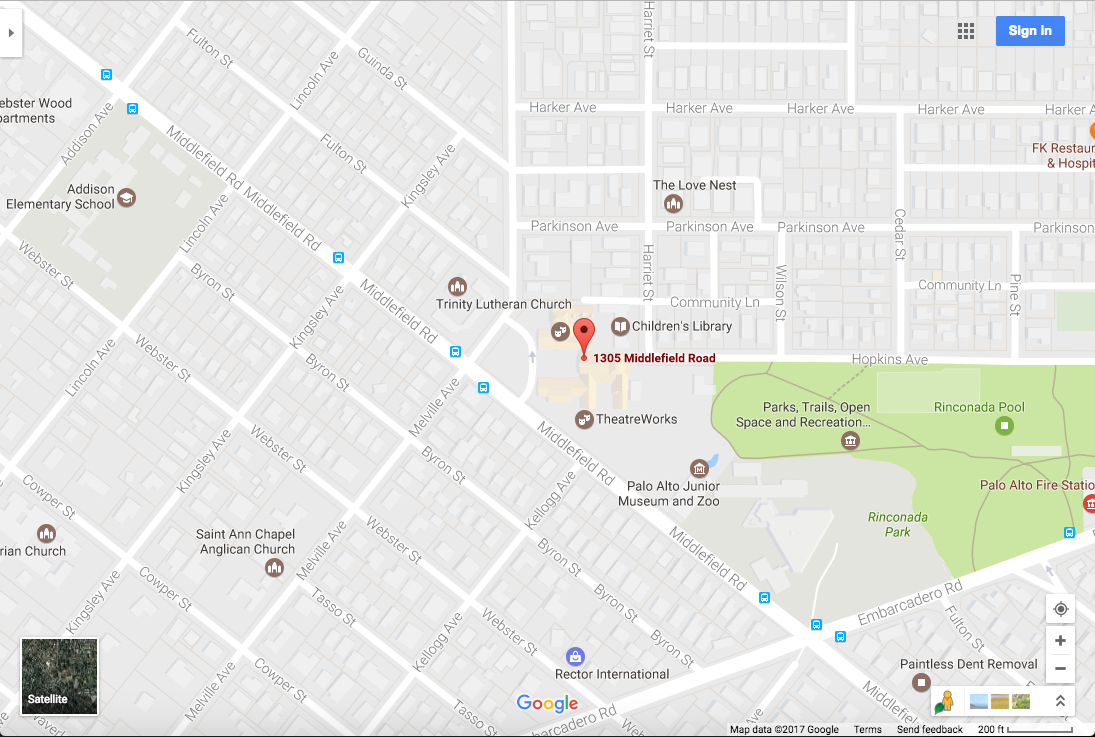 Sign in
Harriet St
Fulton St
Guinda St
Lincoln Ave
ebster Wood
partments
Addison Ave
Harker Ave
Harker Ave
Harker Ave
Harker Ave
Harker A
Middlefield Rd
Fulton St
Kingsley Ave
FK Restaur
& Hospit
Addison
Elementary School
Middlefield Rd
The Love Nest
Lincoln Ave
Parkinson Ave
Parkinson Ave
Parkinson Ave
Parkinson
Cedar St
Webster St
Byron St
Harriet St
Wilson St
Pine St
Kingsley Ave
Middlefield Rd
Trinity Lutheran Church
Community Ln
Community Ln
Children's Library
1305 Middlefield Road
Hopkins Ave
Lincoln Ave
Byron St
Melville Ave
TheatreWorks
Parks, Trails, Open
Space and Recreation...
Rinconada Pool
Webster St
Kingsley Ave
Byron St
Middlefield Rd
Kellogg Ave
Palo Alto Junior
Museum and Zoo
Palo Alto Fire Statio
Cowper St
Rinconada
Park
rian Church
Saint Ann Chapel
Anglican Church
Webster St
Melville Ave
Byron St
Middlefield Rd
Kingsley Ave
Cowper St
Tasso St
Byron St
Embarcadero Rd
Fulton St
Webster St
Kellogg Ave
Byron St
Satellite
Melville Ave
Cowper St
Rector International
Paintless Dent Removal
Google
Tasso St
Embarcadero Rd
Middlefield
Map data ©2017 Google
Terms
Send feedback
200 ft